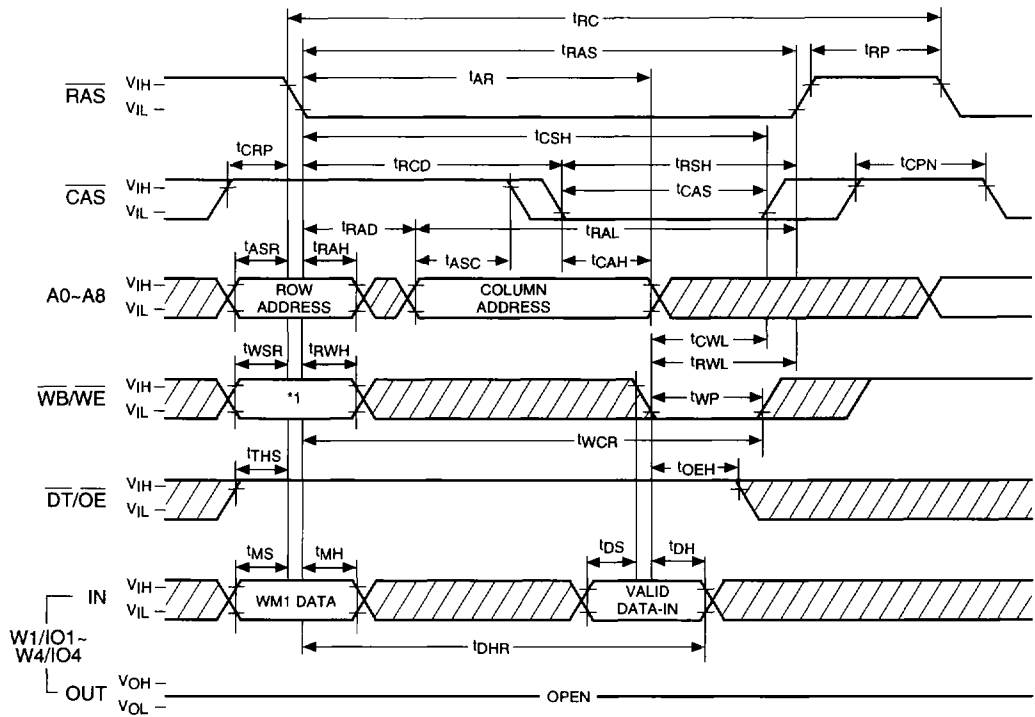 tRC
tRAS
tRP
tAR
RAS
VIH
VIL
tCSH
tCRP
tRCD
tRSH
tCPN
tCAS
CAS
VIH
VIL
tRAD
tRAL
tASR
tRAH
tASC
tCAH
A0~A8
VIH
VIL
ROW
ADDRESS
COLUMN
ADDRESS
tCWL
tWSR
tRWH
tRWL
WB/WE
VIH
VIL
*1
tWP
tWCR
tTHS
tOEH
DT/OE
VIH
VIL
tMS
tMH
tDS
tDH
IN
VIH
VIL
WM1 DATA
VALID
DATA-IN
W1/IO1~
W4/IO4
tDHR
OUT
VOH
VOL
OPEN